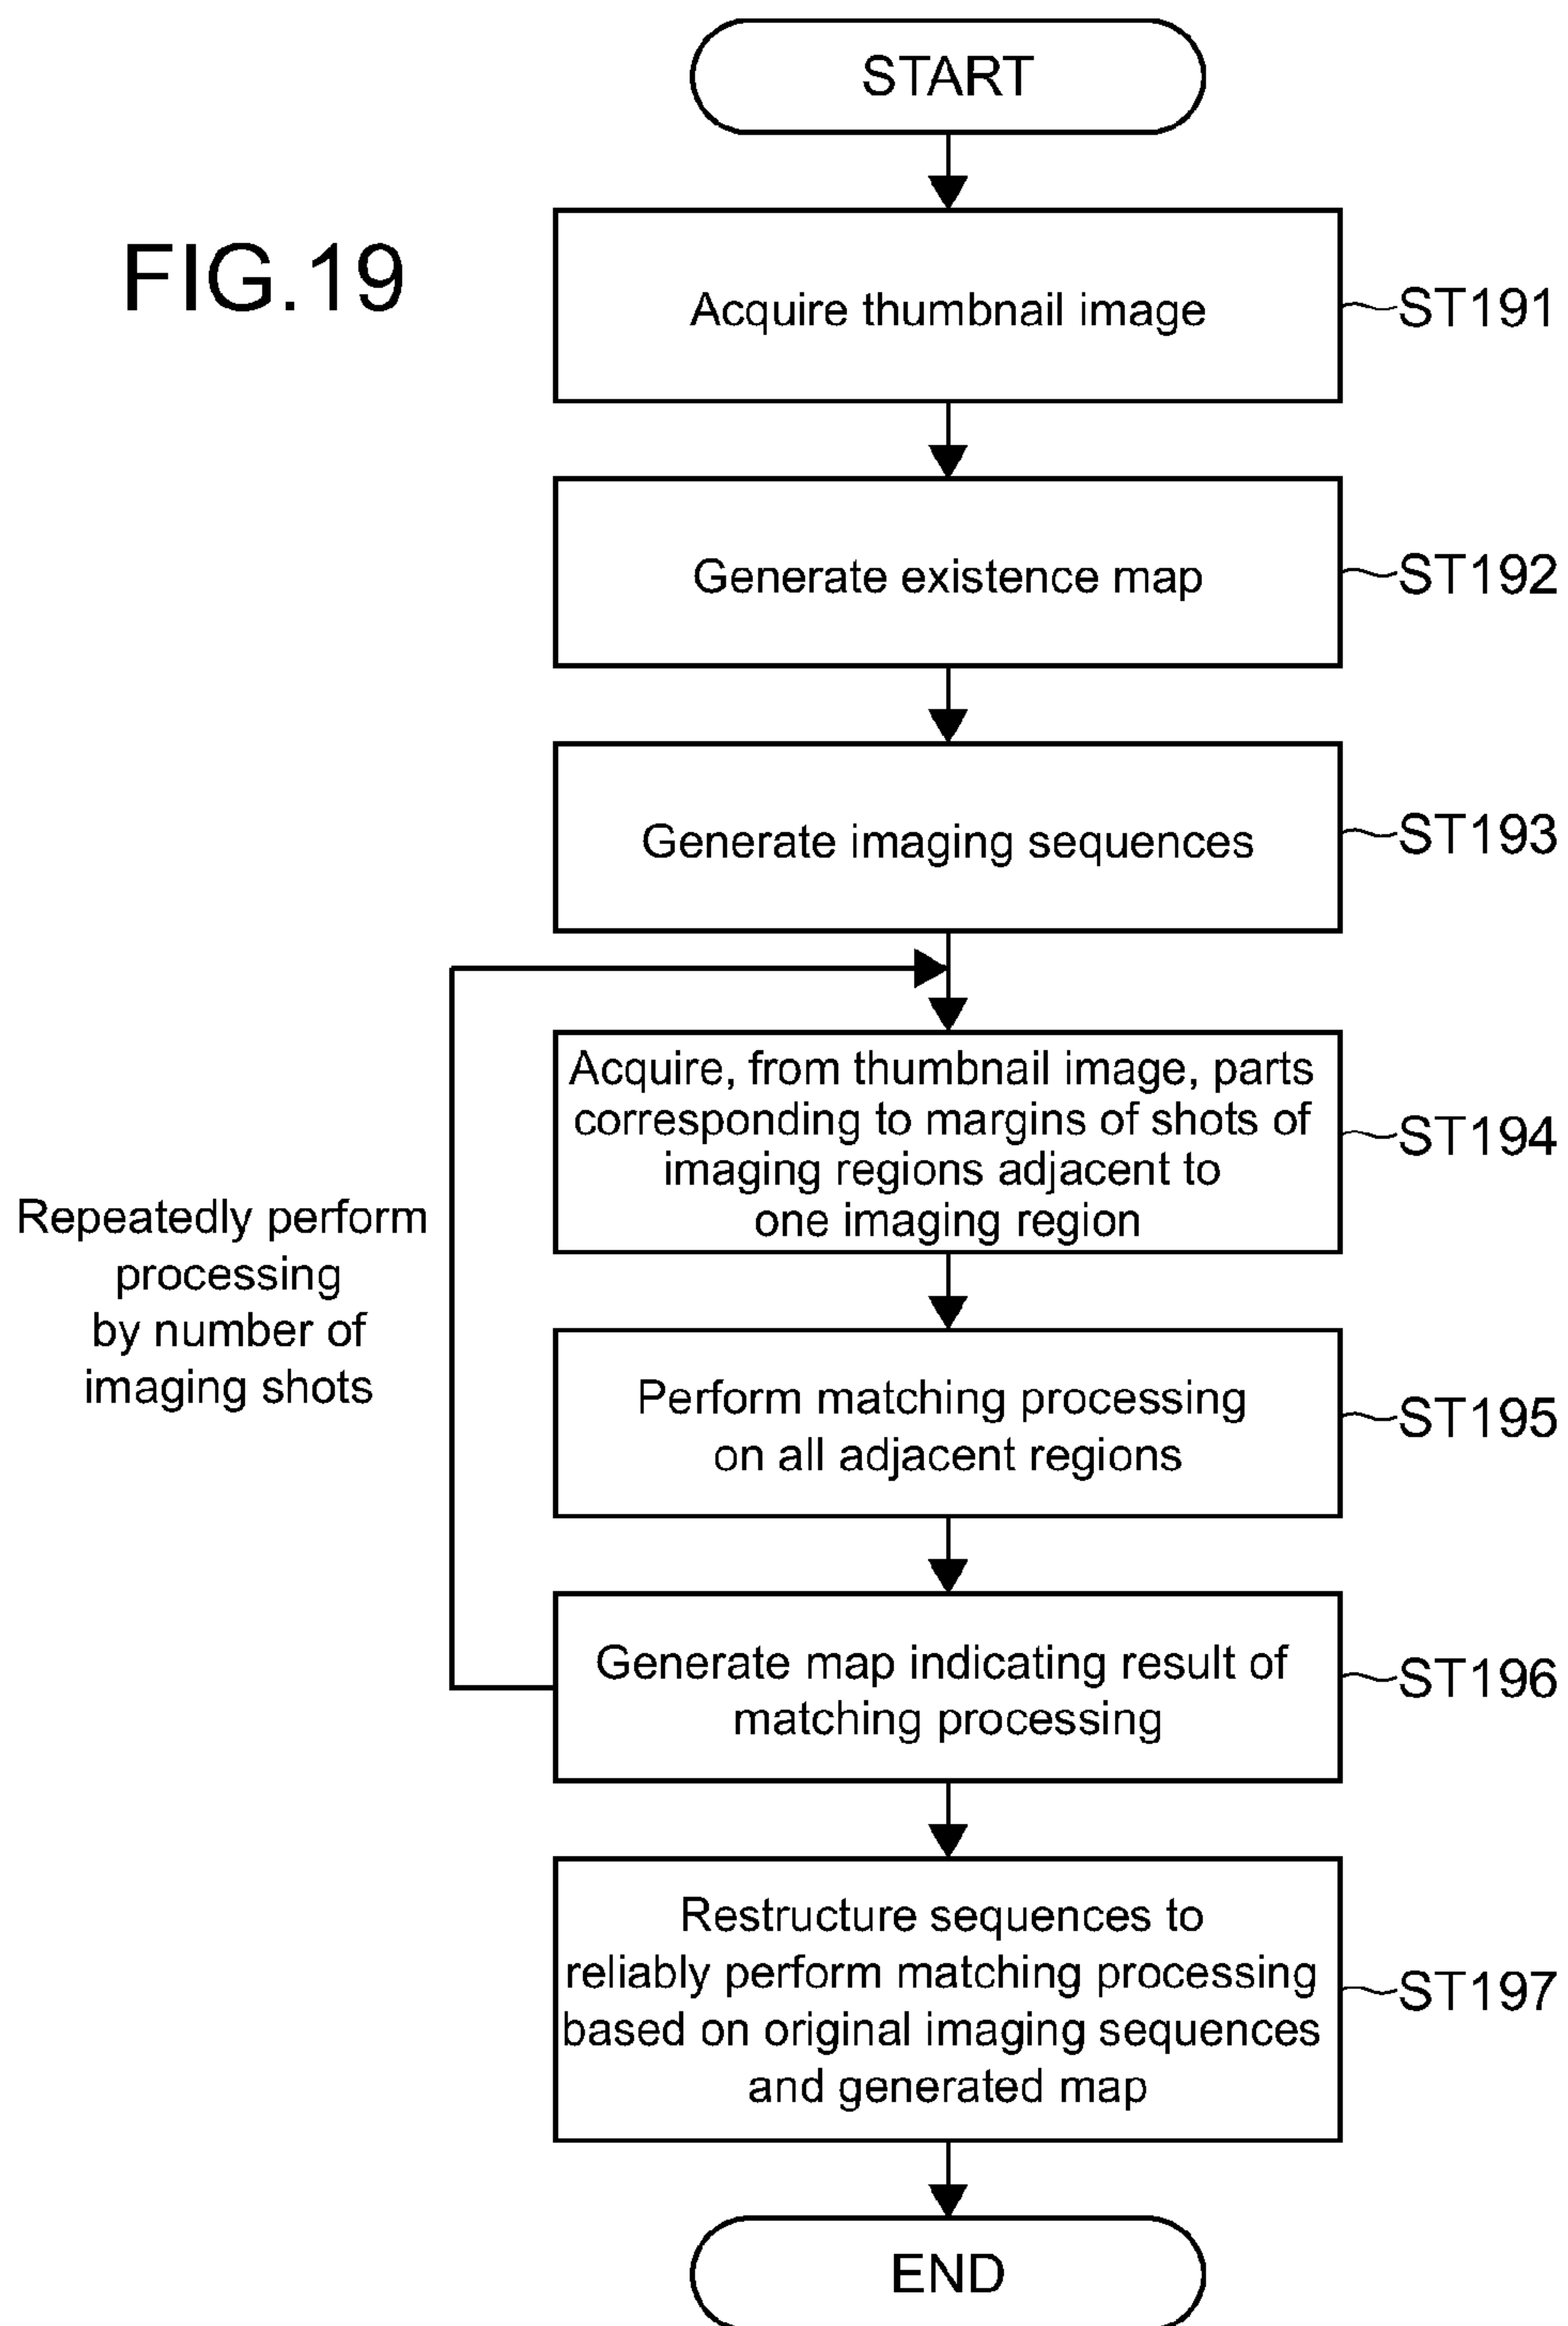 START
FIG.19
Acquire thumbnail image
ST191
Generate existence map
ST192
Generate imaging sequences
ST193
Acquire, from thumbnail image, parts
corresponding to margins of shots of
imaging regions adjacent to
one imaging region
ST194
Repeatedly perform
processing
by number of
imaging shots
Perform matching processing
on all adjacent regions
ST195
Generate map indicating result of
matching processing
ST196
Restructure sequences to
reliably perform matching processing
based on original imaging sequences
and generated map
ST197
END